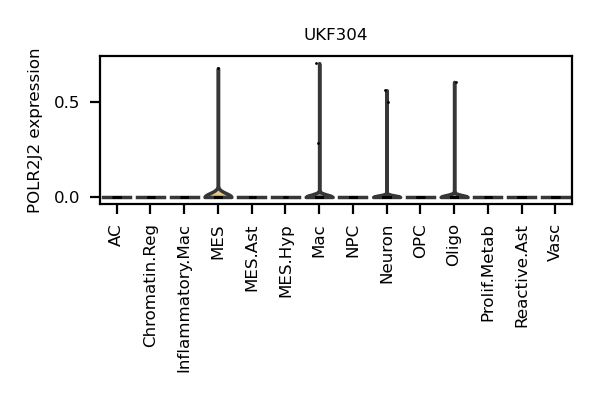 UKF304
POLR2J2 expression
0.5
0.0
AC
Chromatin.Reg
Inflammatory.Mac
MES
MES.Ast
MES.Hyp
Mac
NPC
Neuron
OPC
Oligo
Prolif.Metab
Reactive.Ast
Vasc